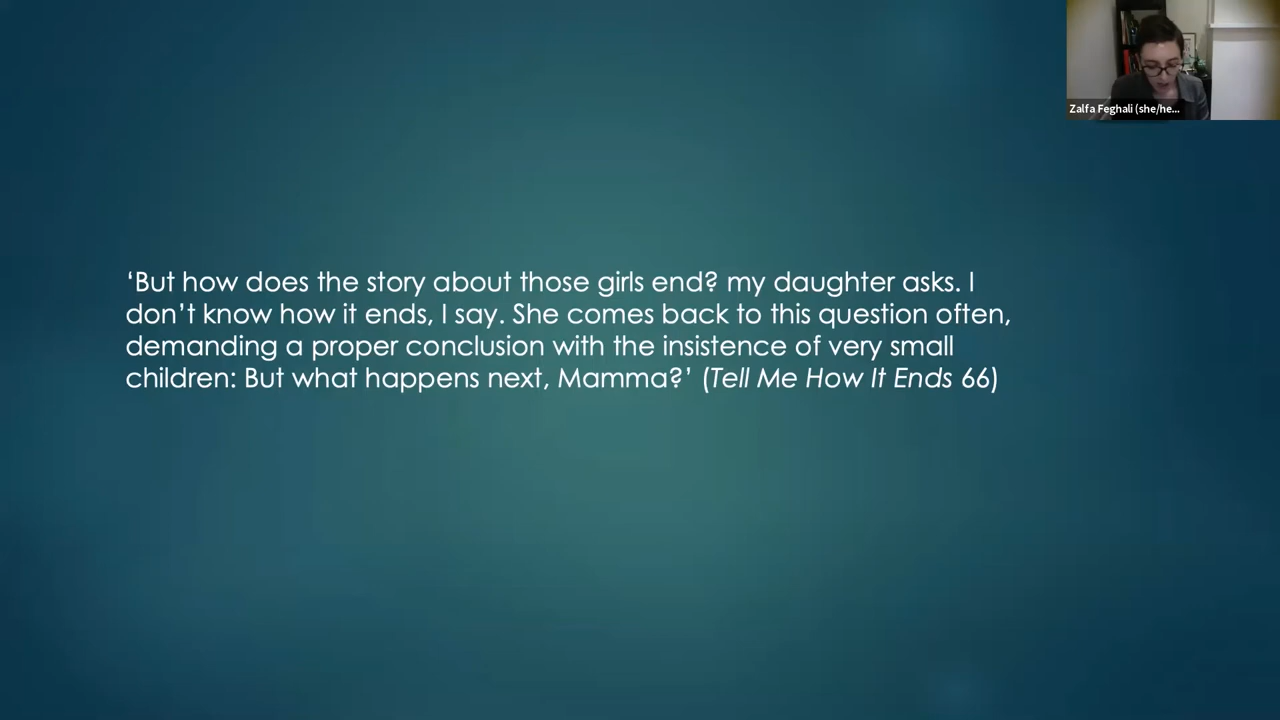 Zalfa Feghali (she/he...
‘But how does the story about those girls end? my daughter asks. I
don’t know how it ends, I say. She comes back to this question often,
demanding a proper conclusion with the insistence of very small
children: But what happens next, Mamma?’ (Tell Me How It Ends 66)